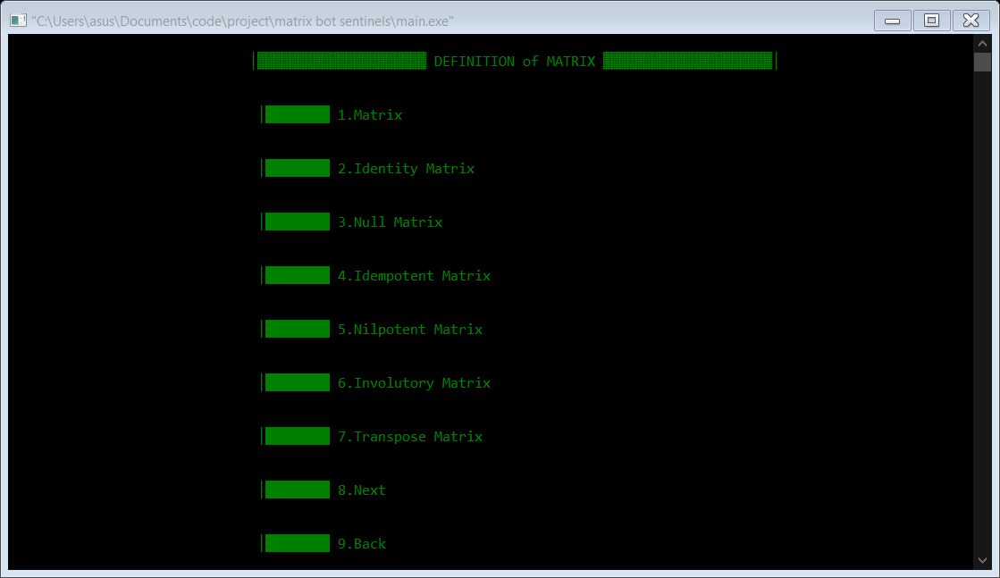 "C:\Users\asus\Documents\code\project\matrix bot sentinels\main.exe"
DEFINITION of MATRIX
1.Matrix
2.Identity Matrix
3.Null Matrix
4.Idempotent Matrix
5.Nilpotent Matrix
6.Involutory Matrix
7.Transpose Matrix
8.Next
9.Back